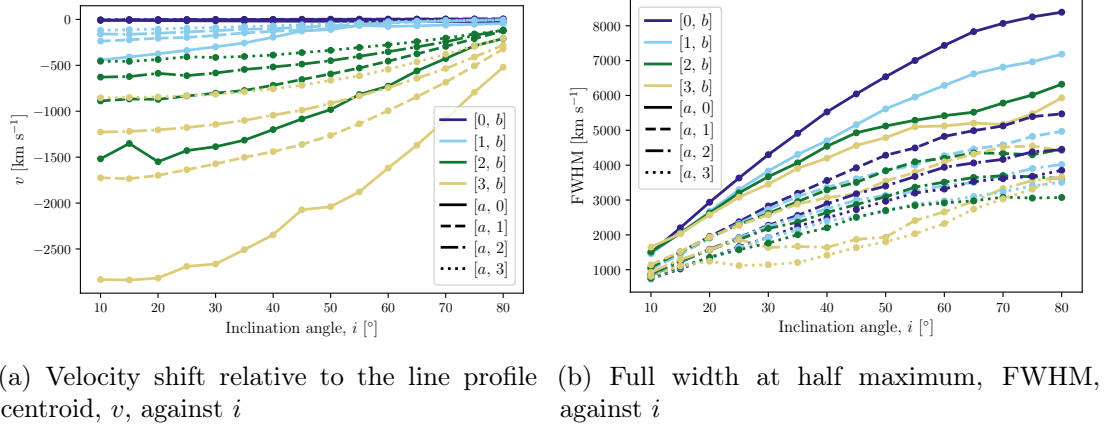 0
−500
−1000
−1500
−2000
−2500
v [km s⁻¹]
10 20 30 40 50 60 70 80
Inclination angle, i [°]
[0, b]
[1, b]
[2, b]
[3, b]
[a, 0]
[a, 1]
[a, 2]
[a, 3]
8000
7000
6000
5000
4000
3000
2000
1000
FWHM [km s⁻¹]
10 20 30 40 50 60 70 80
Inclination angle, i [°]
[0, b]
[1, b]
[2, b]
[3, b]
[a, 0]
[a, 1]
[a, 2]
[a, 3]
(a) Velocity shift relative to the line profile
centroid, v, against i
(b) Full width at half maximum, FWHM,
against i